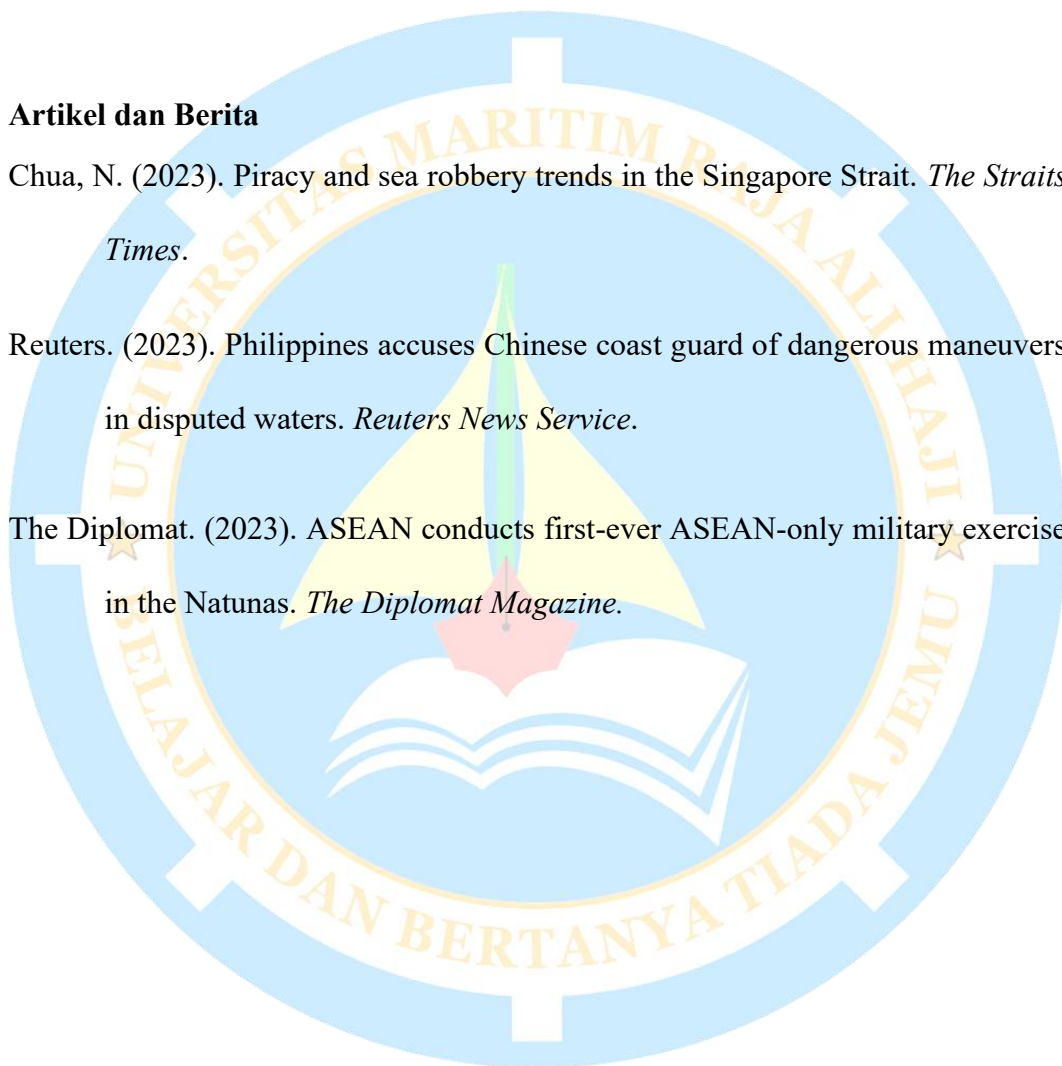 Artikel dan Berita
Chua, N. (2023). Piracy and sea robbery trends in the Singapore Strait. The Straits
Times.
Reuters. (2023). Philippines accuses Chinese coast guard of dangerous maneuvers
in disputed waters. Reuters News Service.
The Diplomat. (2023). ASEAN conducts first-ever ASEAN-only military exercise
in the Natunas. The Diplomat Magazine.
UNIVERSITAS MARITIM RAJA ALI HAJI
BELAJAR DAN BERTANYA TIADA JEMU